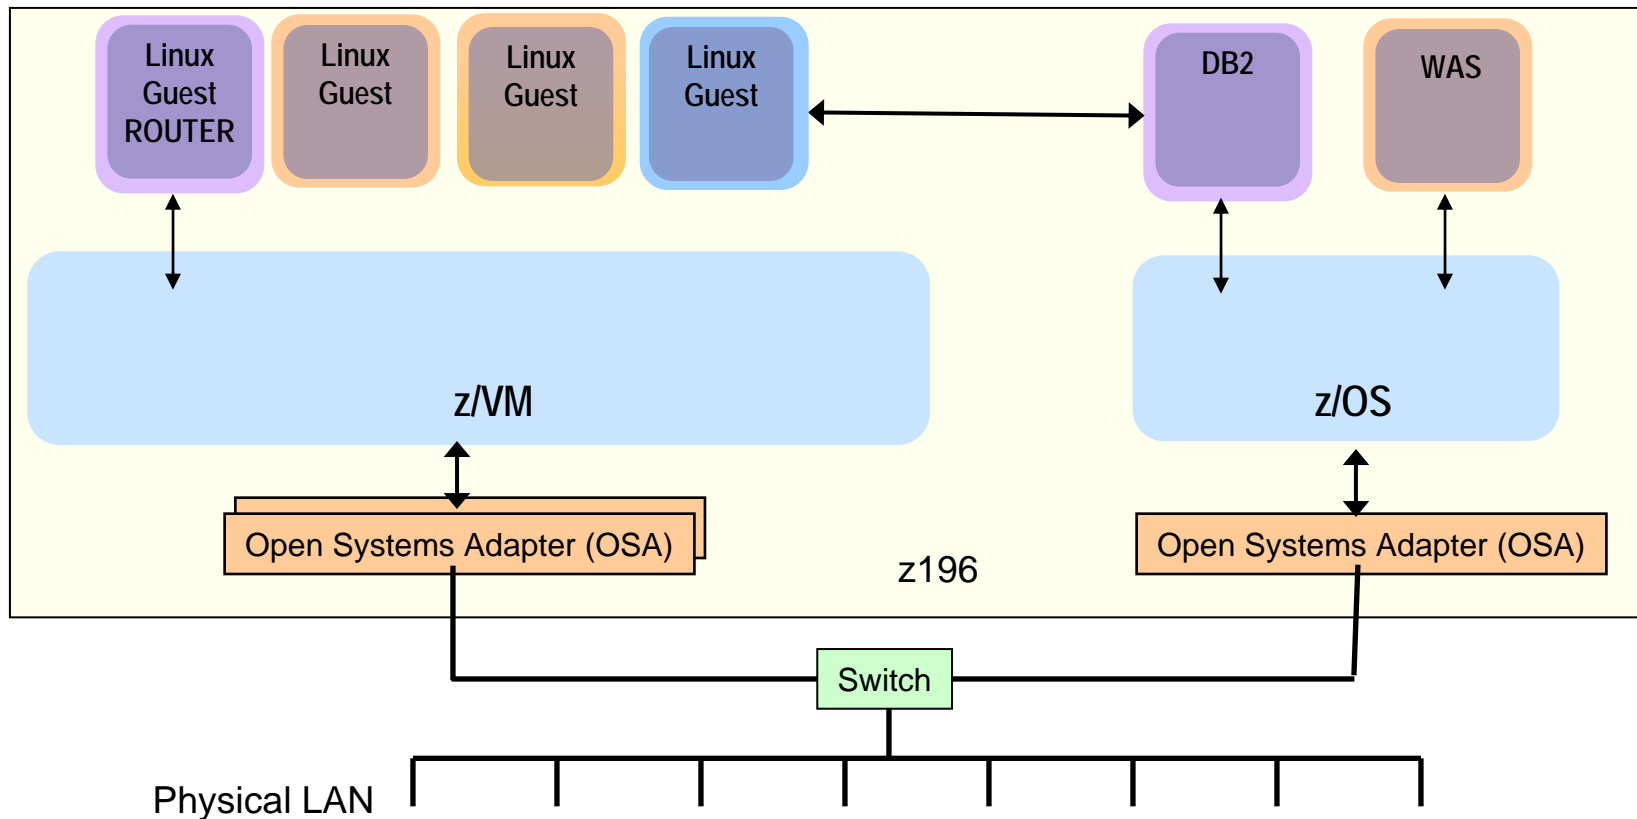 Linux
Guest
ROUTER
Linux
Guest
Linux
Guest
Linux
Guest
DB2
WAS
z/VM
z/OS
Open Systems Adapter (OSA)
Open Systems Adapter (OSA)
z196
Switch
Physical LAN